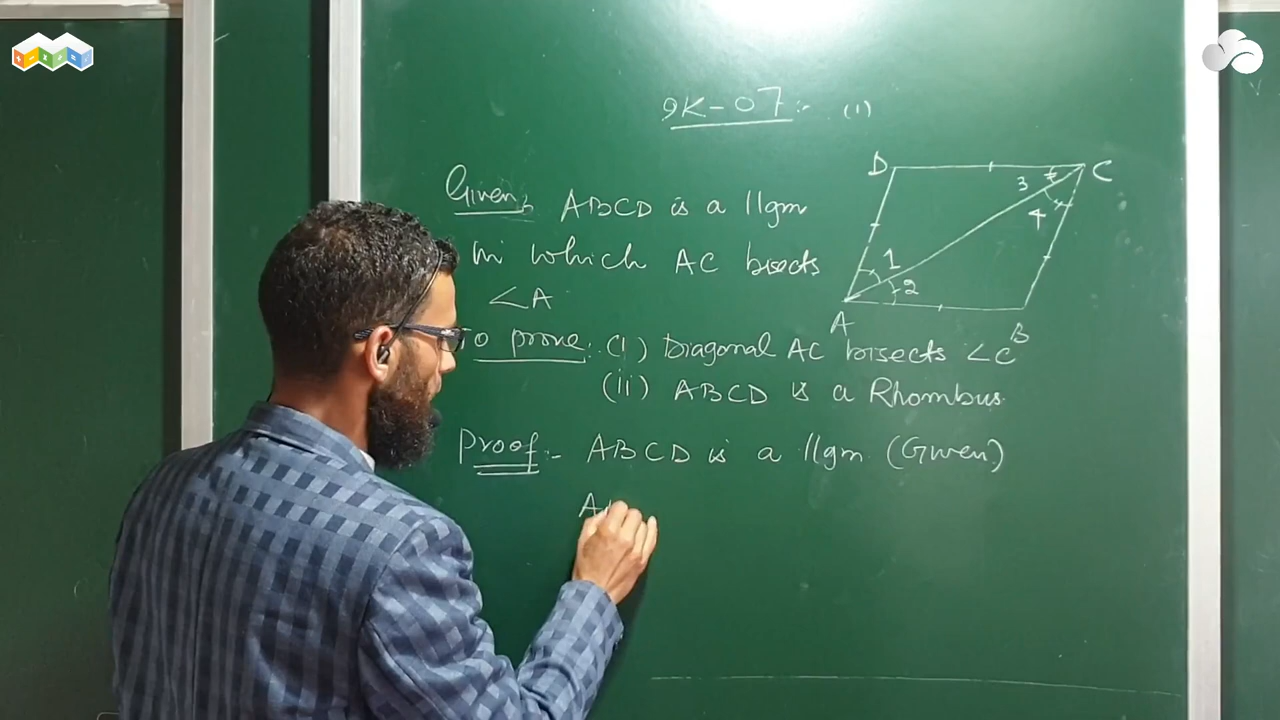 9K-07:- (1)
Given: ABCD is a llgm
in which AC bisects
∠A
To prove: (i) Diagonal AC bisects ∠C
(ii) ABCD is a Rhombus.
Proof:- ABCD is a llgm (Given)
A
D
C
3
4
1
2
A
B